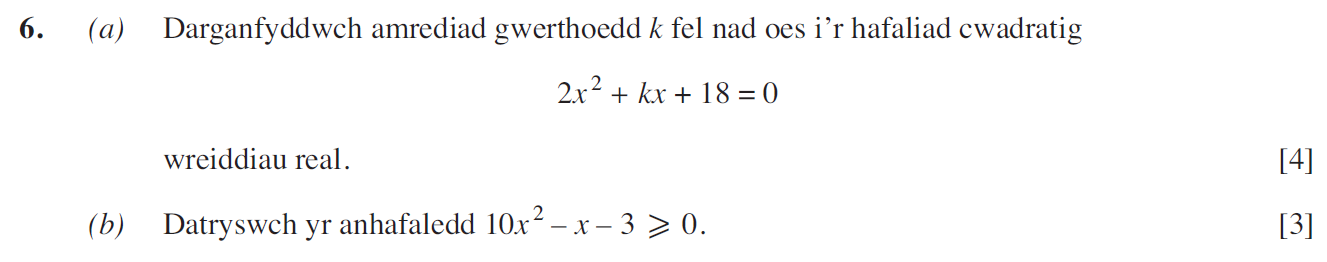 6. (a) Darganfyddwch amrediad gwerthoedd k fel nad oes i’r hafaliad cwadratig
2x² + kx + 18 = 0
wreiddiau real. [4]
(b) Datryswch yr anhafaledd 10x² – x – 3 ⩾ 0. [3]